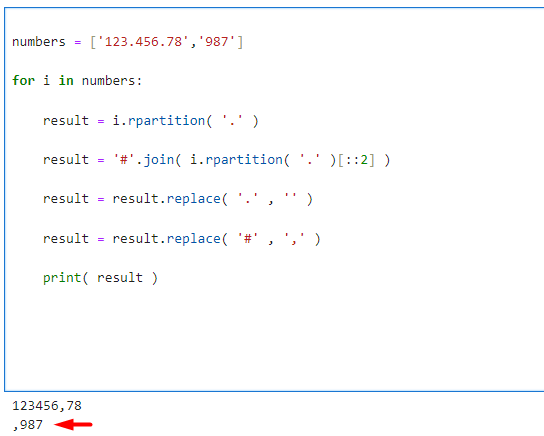 numbers = ['123.456.78','987']
for i in numbers:
    result = i.rpartition( '.' )
    result = '#'.join( i.rpartition( '.' )[::2] )
    result = result.replace( '.' , '' )
    result = result.replace( '#' , ',' )
    print( result )
123456,78
,987